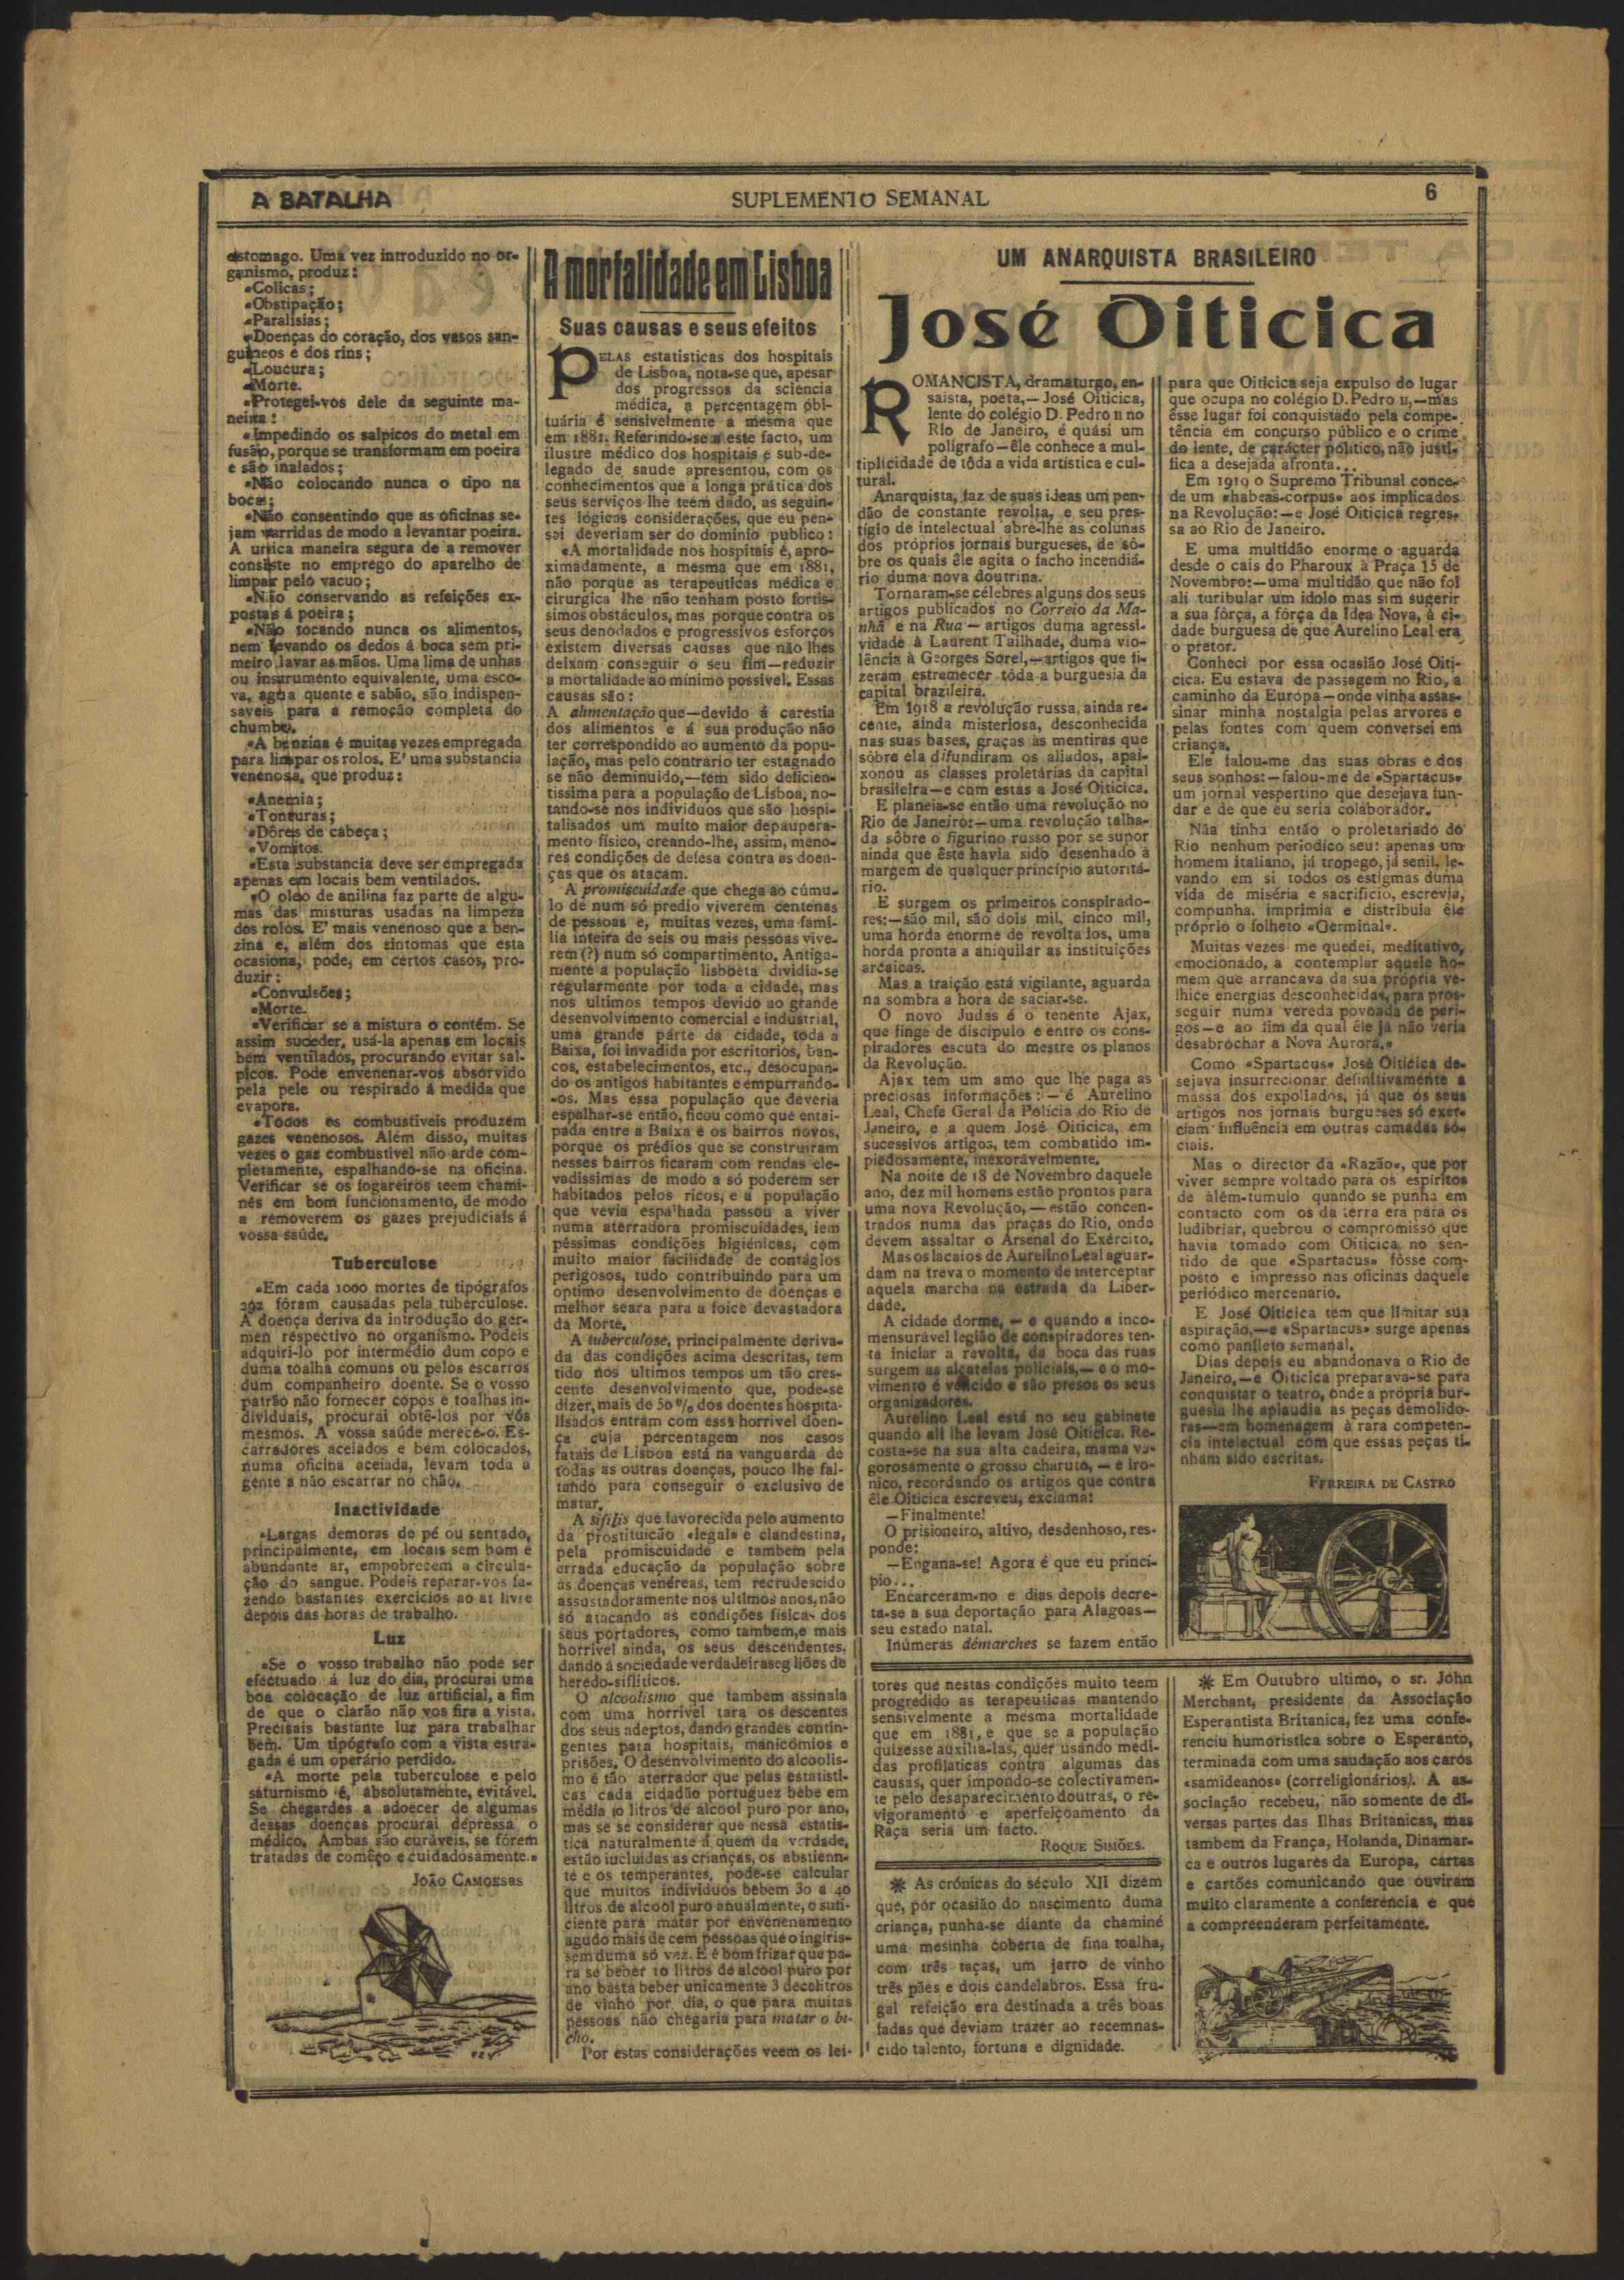 A BATALHA
SUPLEMENTO SEMANAL
6
estomago. Uma vez introduzido no or-
ganismo, produz:
«Colicas;
«Obstipação;
«Paralisias;
«Doenças do coração, dos vasos san-
guineos e dos rins;
«Loucura;
«Morte.
«Protegei-vos dele da seguinte ma-
neira:
«Impedindo os salpicos do metal em
fusão, porque se transformam em poeira
e são inalados;
«Não colocando nunca o tipo na
boca;
«Não consentindo que as oficinas se-
jam varridas de modo a levantar poeira.
A unica maneira segura de a remover
consiste no emprego do aparelho de
limpar pelo vacuo;
«Não conservando as refeições ex-
postas á poeira;
«Não tocando nunca os alimentos,
nem levando os dedos á boca sem pri-
meiro lavar as mãos. Uma lima de unhas
ou instrumento equivalente, uma esco-
va, agua quente e sabão, são indispen-
saveis para a remoção completa do
chumbo.
«A benzina é muitas vezes empregada
para limpar os rolos. E' uma substancia
venenosa, que produz:
«Anemia;
«Tonturas;
«Dôres de cabeça;
«Vomitos.
«Esta substancia deve ser empregada
apenas em locais bem ventilados.
«O oleo de anilina faz parte de algu-
mas das misturas usadas na limpeza
dos rolos. E' mais venenoso que a ben-
zina e, além dos sintomas que esta
ocasiona, póde, em certos casos, pro-
duzir:
«Convulsões;
«Morte.
«Verificar se a mistura o contém. Se
assim suceder, usá-la apenas em locais
bem ventilados, procurando evitar sal-
picos. Pode envenenar-vos absorvido
pela pele ou respirado á medida que
evapora.
«Todos os combustiveis produzem
gazes venenosos. Além disso, muitas
vezes o gaz combustivel não arde com-
pletamente, espalhando-se na oficina.
Verificar se os fogareiros teem chami-
nés em bom funcionamento, de modo
a removerem os gazes prejudiciais á
vossa saúde.
Tuberculose
«Em cada 1000 mortes de tipógrafos
292 fôram causadas pela tuberculose.
A doença deriva da introdução do ger-
men respectivo no organismo. Podeis
adquiri-lo por intermédio dum copo e
duma toalha comuns ou pelos escarros
dum companheiro doente. Se o vosso
patrão não fornecer copos e toalhas in-
dividuais, procurai obtê-los por vós
mesmos. A vossa saúde merece-o. Es-
carradores aceiados e bem colocados,
numa oficina aceiada, levam toda a
gente a não escarrar no chão.
Inactividade
«Largas demoras de pé ou sentado,
principalmente, em locais sem bom e
abundante ar, empobrecem a circula-
ção do sangue. Podeis reparar-vos fa-
zendo bastantes exercicios ao ar livre
depois das horas de trabalho.
Luz
«Se o vosso trabalho não pode ser
efectuado á luz do dia, procurai uma
boa colocação de luz artificial, a fim
de que o clarão não vos fira a vista.
Precisais bastante luz para trabalhar
bem. Um tipógrafo com a vista estra-
gada é um operário perdido.
«A morte pela tuberculose e pelo
saturnismo é, absolutamente, evitável.
Se chegardes a adoecer de algumas
dessas doenças procurai depressa o
médico. Ambas são curáveis, se fôrem
tratadas de comêço e cuidadosamente.»
JOÃO CAMOESAS
A mortalidade em Lisboa
Suas causas e seus efeitos
PELAS estatisticas dos hospitais
de Lisboa, nota-se que, apesar
dos progressos da sciencia
médica, a percentagem obi-
tuária é sensivelmente a mesma que
em 1881. Referindo-se a este facto, um
ilustre médico dos hospitais e sub-de-
legado de saude apresentou, com os
conhecimentos que a longa prática dos
seus serviços lhe teem dado, as seguin-
tes lógicas considerações, que eu pen-
sei deveriam ser do dominio publico:
«A mortalidade nos hospitais é, apro-
ximadamente, a mesma que em 1881,
não porque as terapeuticas médica e
cirurgica lhe não tenham posto fortis-
simos obstáculos, mas porque contra os
seus denodados e progressivos esforços
existem diversas causas que não lhes
deixam conseguir o seu fim—reduzir
a mortalidade ao minimo possivel. Essas
causas são:
A alimentação que—devido á carestia
dos alimentos e á sua produção não
ter correspondido ao aumento da popu-
lação, mas pelo contrario ter estagnado
se não deminuido,—tem sido deficien-
tissima para a população de Lisboa, no-
tando-se nos individuos que são hospi-
talisados um muito maior depaupera-
mento fisico, creando-lhe, assim, meno-
res condições de defesa contra as doen-
ças que os atacam.
A promiscuidade que chega ao cúmu-
lo de num só predio viverem centenas
de pessoas e, muitas vezes, uma fami-
lia inteira de seis ou mais pessoas vive-
rem (?) num só compartimento. Antiga-
mente a população lisboeta dividia-se
regularmente por toda a cidade, mas
nos ultimos tempos devido ao grande
desenvolvimento comercial e industrial,
uma grande parte da cidade, toda a
Baixa, foi invadida por escritorios, ban-
cos, estabelecimentos, etc., desocupan-
do os antigos habitantes e empurrando-
-os. Mas essa população que deveria
espalhar-se então, ficou como que entai-
pada entre a Baixa e os bairros novos,
porque os prédios que se construiram
nesses bairros ficaram com rendas ele-
vadissimas de modo a só poderem ser
habitados pelos ricos, e a população
que vevia espalhada passou a viver
numa aterradora promiscuidades, iem
péssimas condições higiénicas, com
muito maior facilidade de contágios
perigosos, tudo contribuindo para um
optimo desenvolvimento de doenças e
melhor seara para a foice devastadora
da Morte.
A tuberculose, principalmente deriva-
da das condições acima descritas, tem
tido nos ultimos tempos um tão cres-
cente desenvolvimento que, pode-se
dizer, mais de 50 % dos doentes hospita-
lisados entram com essa horrivel doen-
ça cuja percentagem nos casos
fatais de Lisboa está na vanguarda de
todas as outras doenças, pouco lhe fal-
tando para conseguir o exclusivo de
matar.
A sifilis que favorecida pelo aumento
da prostituicão «legal» e clandestina,
pela promiscuidade e tambem pela
errada educação da população sobre
as doenças venéreas, tem recrudescido
assustadoramente nos ultimos anos, não
só atacando as condições fisicas dos
seus portadores, como tambem,e mais
horrivel ainda, os seus descendentes,
dando á sociedade verdadeiras legiões de
herédo-sifliticos.
O alcoolismo que tambem assinala
com uma horrivel tara os descentes
dos seus adeptos, dando grandes contin-
gentes para hospitais, manicómios e
prisões. O desenvolvimento do alcoolis-
mo é tão aterrador que pelas estatisti-
cas cada cidadão portuguez bebe em
média 10 litros de alcool puro por ano,
mas se se considerar que nessa estatis-
tica naturalmente á quem da verdade,
estão incluidas as crianças, os abstienn-
te e os temperantes, pode-se calcular
que muitos individuos bebem 30 a 40
litros de alcool puro anualmente, o sufi-
ciente para matar por envenenamento
agudo mais de cem pessoas que o ingiris-
sem duma só vez. E é bom frizar que pa-
ra se beber 10 litros de alcool puro por
ano basta beber unicamente 3 decolitros
de vinho por dia, o que para muitas
pessoas não chegaria para matar o bi-
cho.
Por estas considerações veem os lei-
tores que nestas condições muito teem
progredido as terapeuticas mantendo
sensivelmente a mesma mortalidade
que em 1881, e que se a população
quizesse auxilia-las, quer usando medi-
das profilaticas contra algumas das
causas, quer impondo-se colectivamen-
te pelo desaparecimento doutras, o re-
vigoramento e aperfeiçoamento da
Raça seria um facto.
ROQUE SIMÕES.
UM ANARQUISTA BRASILEIRO
José Oiticica
ROMANCISTA, dramaturgo, en-
saista, poeta,— José Oiticica,
lente do colégio D. Pedro II no
Rio de Janeiro, é quási um
polígrafo—êle conhece a mul-
tiplicidade de tôda a vida artística e cul-
tural.
Anarquista, faz de suas ideas um pen-
dão de constante revolta, e seu pres-
tígio de intelectual abre-lhe as colunas
dos próprios jornais burgueses, de sô-
bre os quais êle agita o facho incendiá-
rio duma nova doutrina.
Tornaram-se célebres alguns dos seus
artigos publicados no Correio da Ma-
nhã e na Rua — artigos duma agressi-
vidade à Laurent Tailhade, duma vio-
lência à Georges Sorel,—artigos que fi-
zeram estremecer tôda a burguesia da
capital brazileira.
Em 1918 a revolução russa, ainda re-
cente, ainda misteriosa, desconhecida
nas suas bases, graças às mentiras que
sôbre ela difundiram os aliados, apai-
xonou as classes proletárias da capital
brasileira—e com estas a José Oiticica.
E planeia-se então uma revolução no
Rio de Janeiro:—uma revolução talha-
da sôbre o figurino russo por se supor
ainda que êste havia sido desenhado à
margem de qualquer princípio autoritá-
rio.
E surgem os primeiros conspirado-
res:—são mil, são dois mil, cinco mil,
uma horda enorme de revoltados, uma
horda pronta a aniquilar as instituições
arcaicas.
Mas a traição está vigilante, aguarda
na sombra a hora de saciar-se.
O novo Judas é o tenente Ajax,
que finge de discípulo e entre os cons-
piradores escuta do mestre os planos
da Revolução.
Ajax tem um amo que lhe paga as
preciosas informações:—é Aurelino
Leal, Chefe Geral da Polícia do Rio de
Janeiro, e a quem José Oiticica, em
sucessivos artigos, tem combatido im-
piedosamente, inexorávelmente.
Na noite de 18 de Novembro daquele
ano, dez mil homens estão prontos para
uma nova Revolução, — estão concen-
trados numa das praças do Rio, onde
devem assaltar o Arsenal do Exército.
Mas os lacaios de Aurelino Leal aguar-
dam na treva o momento de interceptar
aquela marcha na estrada da Liber-
dade.
A cidade dorme, — e quando a inco-
mensurável legião de conspiradores ten-
ta iniciar a revolta, da boca das ruas
surgem as alcateias policiais,— e o mo-
vimento é vencido e são presos os seus
organizadores.
Aurelino Leal está no seu gabinete
quando ali lhe levam José Oiticica. Re-
costa-se na sua alta cadeira, mama va-
gorosamente o grosso charuto, — e iro-
nico, recordando os artigos que contra
êle Oiticica escreveu, exclama:
—Finalmente!
O prisioneiro, altivo, desdenhoso, res-
ponde:
—Engana-se! Agora é que eu princi-
pio...
Encarceram-no e dias depois decre-
ta-se a sua deportação para Alagoas—
seu estado natal.
Inúmeras démarches se fazem então
para que Oiticica seja expulso do lugar
que ocupa no colégio D. Pedro II,—mas
êsse lugar foi conquistado pela compe-
tência em concurso público e o crime
do lente, de carácter político, não justi-
fica a desejada afronta...
Em 1919 o Supremo Tribunal conce-
de um «habeas-corpus» aos implicados
na Revolução:—e José Oiticica regres-
sa ao Rio de Janeiro.
E uma multidão enorme o aguarda
desde o cais do Pharoux à Praça 15 de
Novembro:—uma multidão que não foi
ali turibular um ídolo mas sim sugerir
a sua fôrça, a fôrça da Idea Nova, à ci-
dade burguesa de que Aurelino Leal era
o pretor.
Conheci por essa ocasião José Oiti-
cica. Eu estava de passagem no Rio, a
caminho da Europa—onde vinha assas-
sinar minha nostalgia pelas arvores e
pelas fontes com quem conversei em
criança.
Ele falou-me das suas obras e dos
seus sonhos:—falou-me de «Spartacus»
um jornal vespertino que desejava fun-
dar e de que eu seria colaborador.
Nãa tinha então o proletariado do
Rio nenhum periodico seu: apenas um
homem italiano, já tropego, já senil, le-
vando em si todos os estigmas duma
vida de miséria e sacrificio, escrevia,
compunha, imprimia e distribuia êle
próprio o folheto «Germinal».
Muitas vezes me quedei, meditativo,
emocionado, a contemplar aquele ho-
mem que arrancava da sua própria ve-
lhice energias desconhecidas, para pros-
seguir numa vereda povoada de peri-
gos—e ao fim da qual êle já não veria
desabrochar a Nova Aurora.»
Como «Spartacus» José Oiticica de-
sejava insurrecionar definitivamente a
massa dos expoliados, já que os seus
artigos nos jornais burgueses só exer-
ciam influência em outras camadas só-
ciais.
Mas o director da «Razão», que por
viver sempre voltado para os espíritos
de àlém-tumulo quando se punha em
contacto com os da terra era para os
ludibriar, quebrou o compromisso que
havia tomado com Oiticica, no sen-
tido de que «Spartacus» fôsse com-
posto e impresso nas oficinas daquele
periódico mercenario.
E José Oiticica tem que limitar sua
aspiração,—e «Spartacus» surge apenas
como panfleto semanal.
Dias depois eu abandonava o Rio de
Janeiro,—e Oiticica preparava-se para
conquistar o teatro, onde a própria bur-
guesia lhe aplaudia as peças demolido-
ras—em homenagem à rara competen-
cia intelectual com que essas peças ti-
nham sido escritas.
FERREIRA DE CASTRO
✻ As crónicas do século XII dizem
que, por ocasião do nascimento duma
criança, punha-se diante da chaminé
uma mesinha coberta de fina toalha,
com três taças, um jarro de vinho
três pães e dois candelabros. Essa fru-
gal refeição era destinada a três boas
fadas que deviam trazer ao recemnas-
cido talento, fortuna e dignidade.
✻ Em Outubro ultimo, o sr. John
Merchant, presidente da Associação
Esperantista Britanica, fez uma confe-
renciu humoristica sobre o Esperanto,
terminada com uma saudação aos caros
«samideanos» (correligionários). A as-
sociação recebeu, não somente de di-
versas partes das Ilhas Britanicas, mas
tambem da França, Holanda, Dinamar-
ca e outros lugares da Europa, cartas
e cartões comunicando que ouviram
muito claramente a conferência e que
a compreenderam perfeitamente.